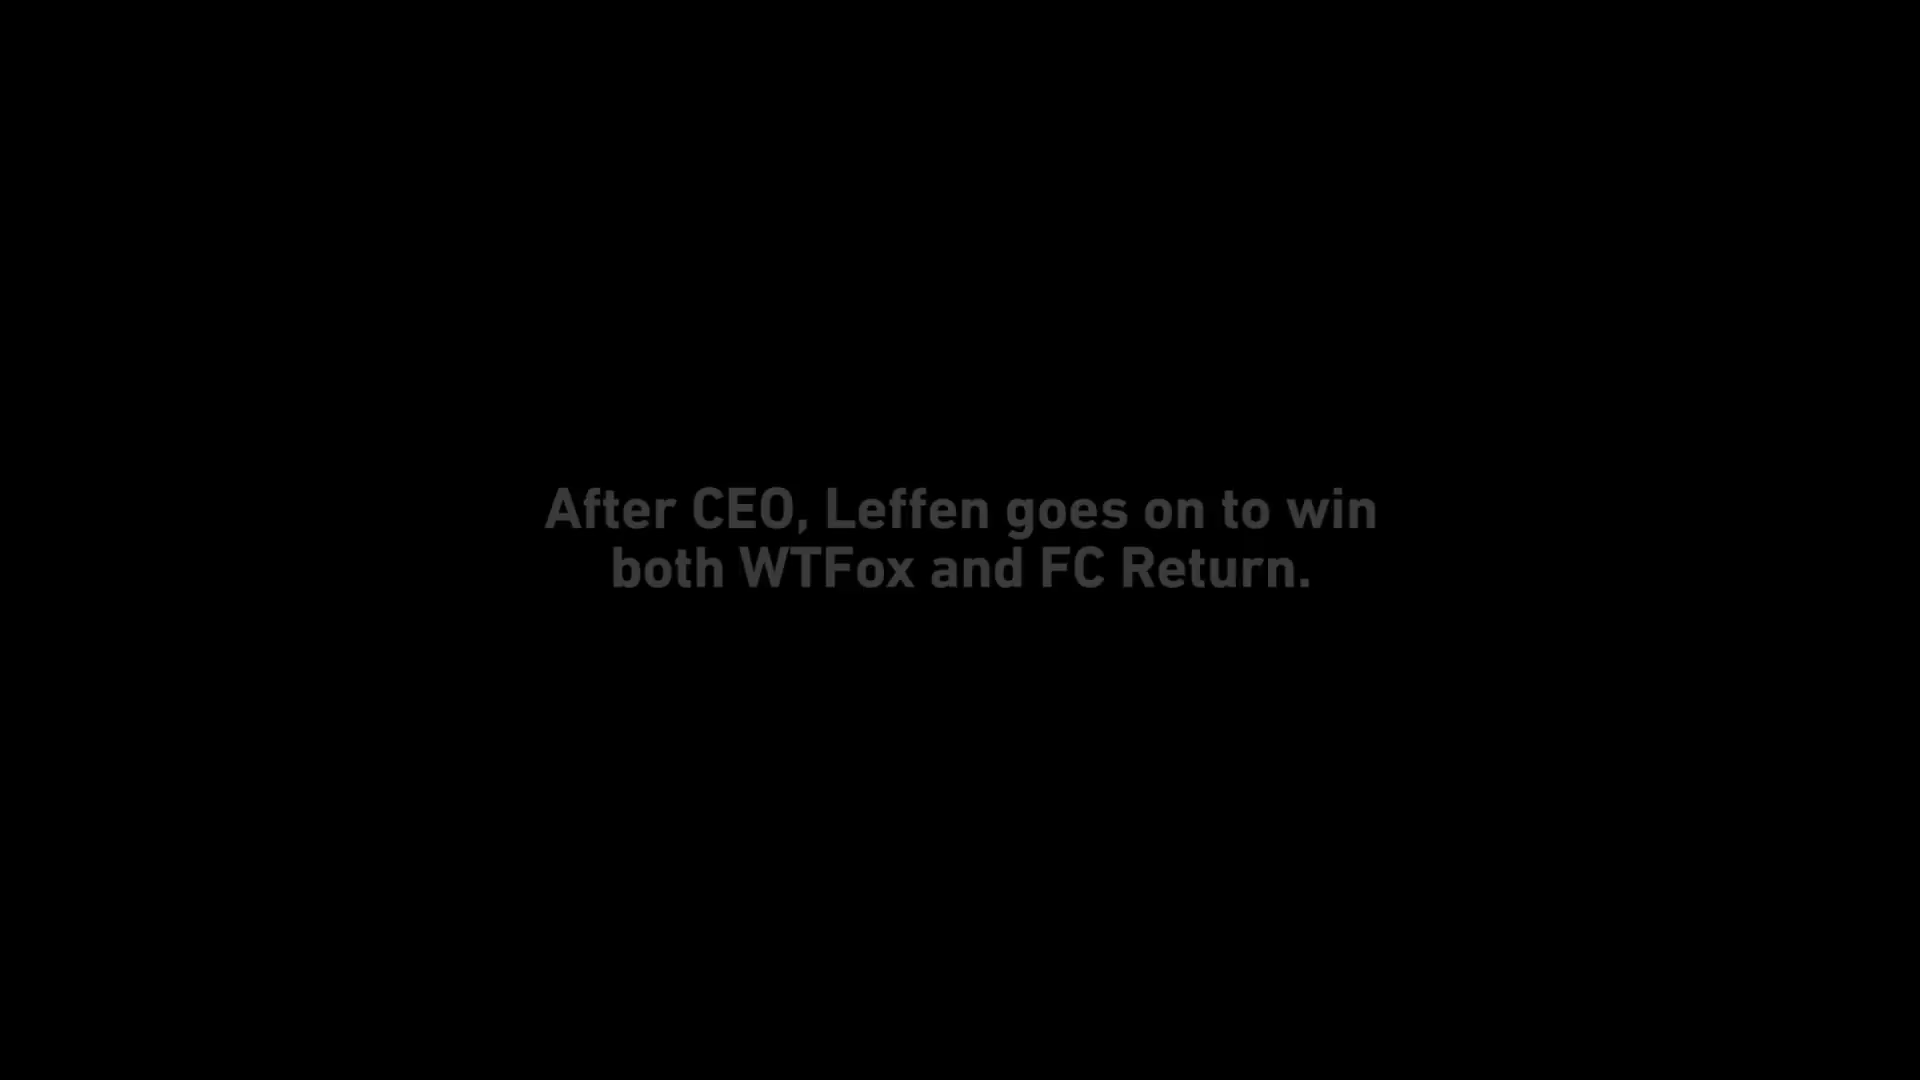 After CEO, Leffen goes on to win
both WTFox and FC Return.